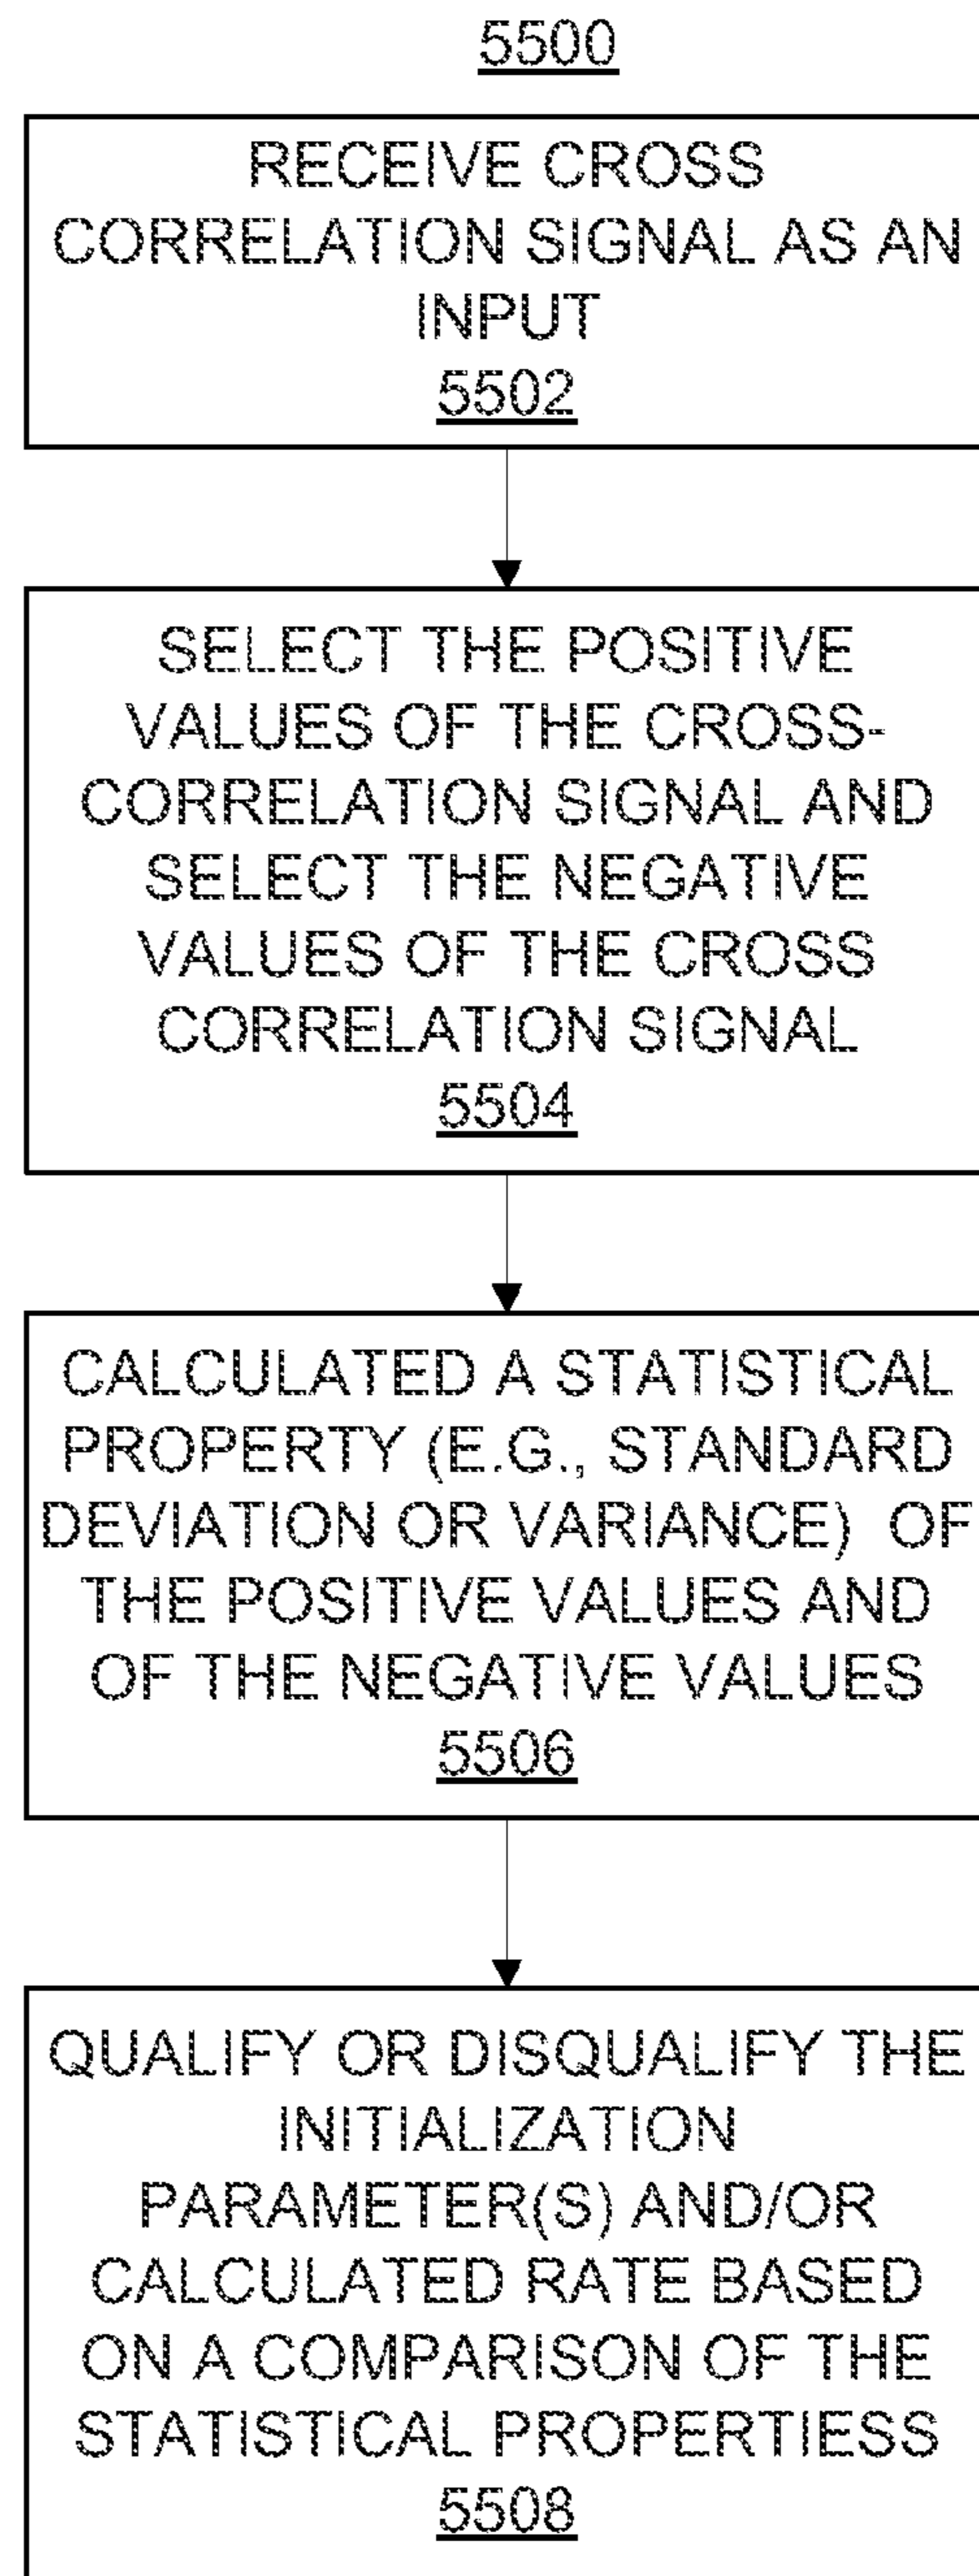 5500
RECEIVE CROSS
CORRELATION SIGNAL AS AN
INPUT
5502
SELECT THE POSITIVE
VALUES OF THE CROSS-
CORRELATION SIGNAL AND
SELECT THE NEGATIVE
VALUES OF THE CROSS
CORRELATION SIGNAL
5504
CALCULATED A STATISTICAL
PROPERTY (E.G., STANDARD
DEVIATION OR VARIANCE) OF
THE POSITIVE VALUES AND
OF THE NEGATIVE VALUES
5506
QUALIFY OR DISQUALIFY THE
INITIALIZATION
PARAMETER(S) AND/OR
CALCULATED RATE BASED
ON A COMPARISON OF THE
STATISTICAL PROPERTIESS
5508